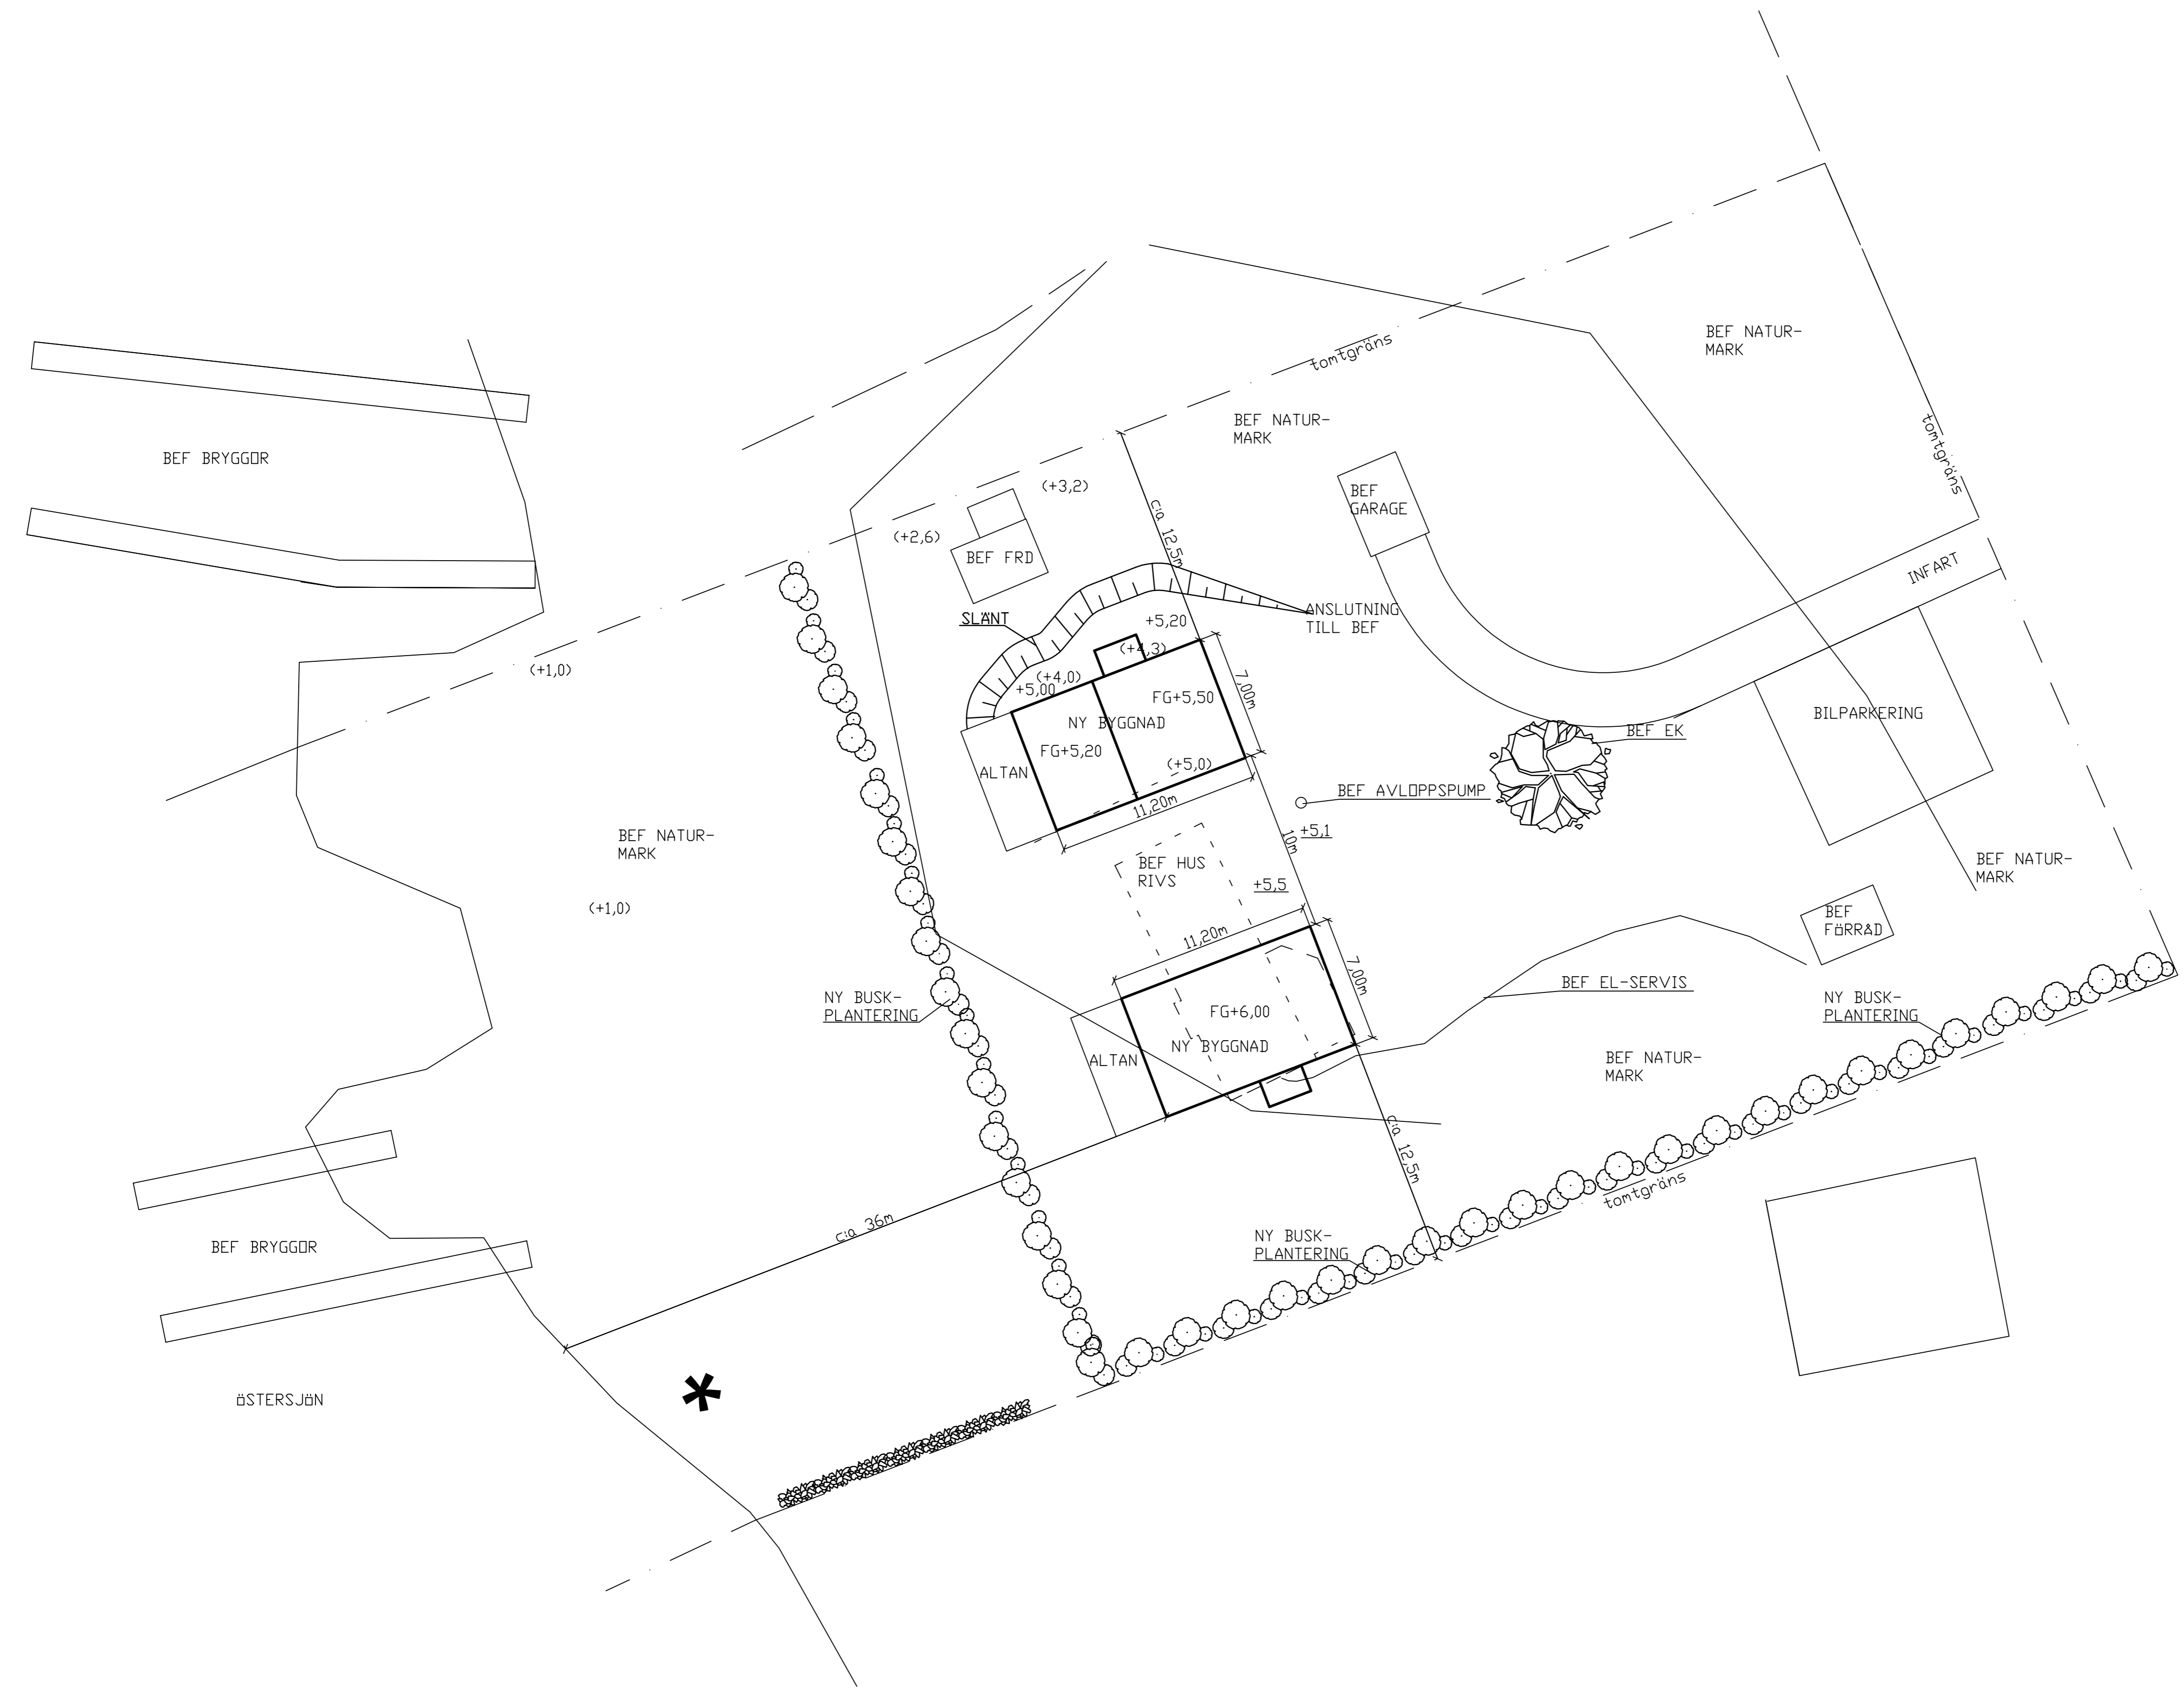 BEF NATUR-
MARK
tomtgräns
BEF NATUR-
MARK
tomtgräns
BEF BRYGGOR
(+3,2)
BEF
GARAGE
c:a 12,5m
(+2,6)
BEF FRD
INFART
SLÄNT
ANSLUTNING
TILL BEF
+5,20
(+4,3)
(+1,0)
(+4,0)
+5,00
7,00m
FG+5,50
NY BYGGNAD
FG+5,20
BILPARKERING
BEF EK
(+5,0)
ALTAN
BEF AVLOPPSPUMP
11,20m
10m
+5,1
BEF NATUR-
MARK
BEF HUS
RIVS
BEF NATUR-
MARK
+5,5
(+1,0)
BEF
FÖRRÅD
11,20m
7,00m
BEF EL-SERVIS
NY BUSK-
PLANTERING
NY BUSK-
PLANTERING
FG+6,00
NY BYGGNAD
ALTAN
BEF NATUR-
MARK
c:a 12,5m
tomtgräns
c:a 36m
BEF BRYGGOR
NY BUSK-
PLANTERING
ÖSTERSJÖN